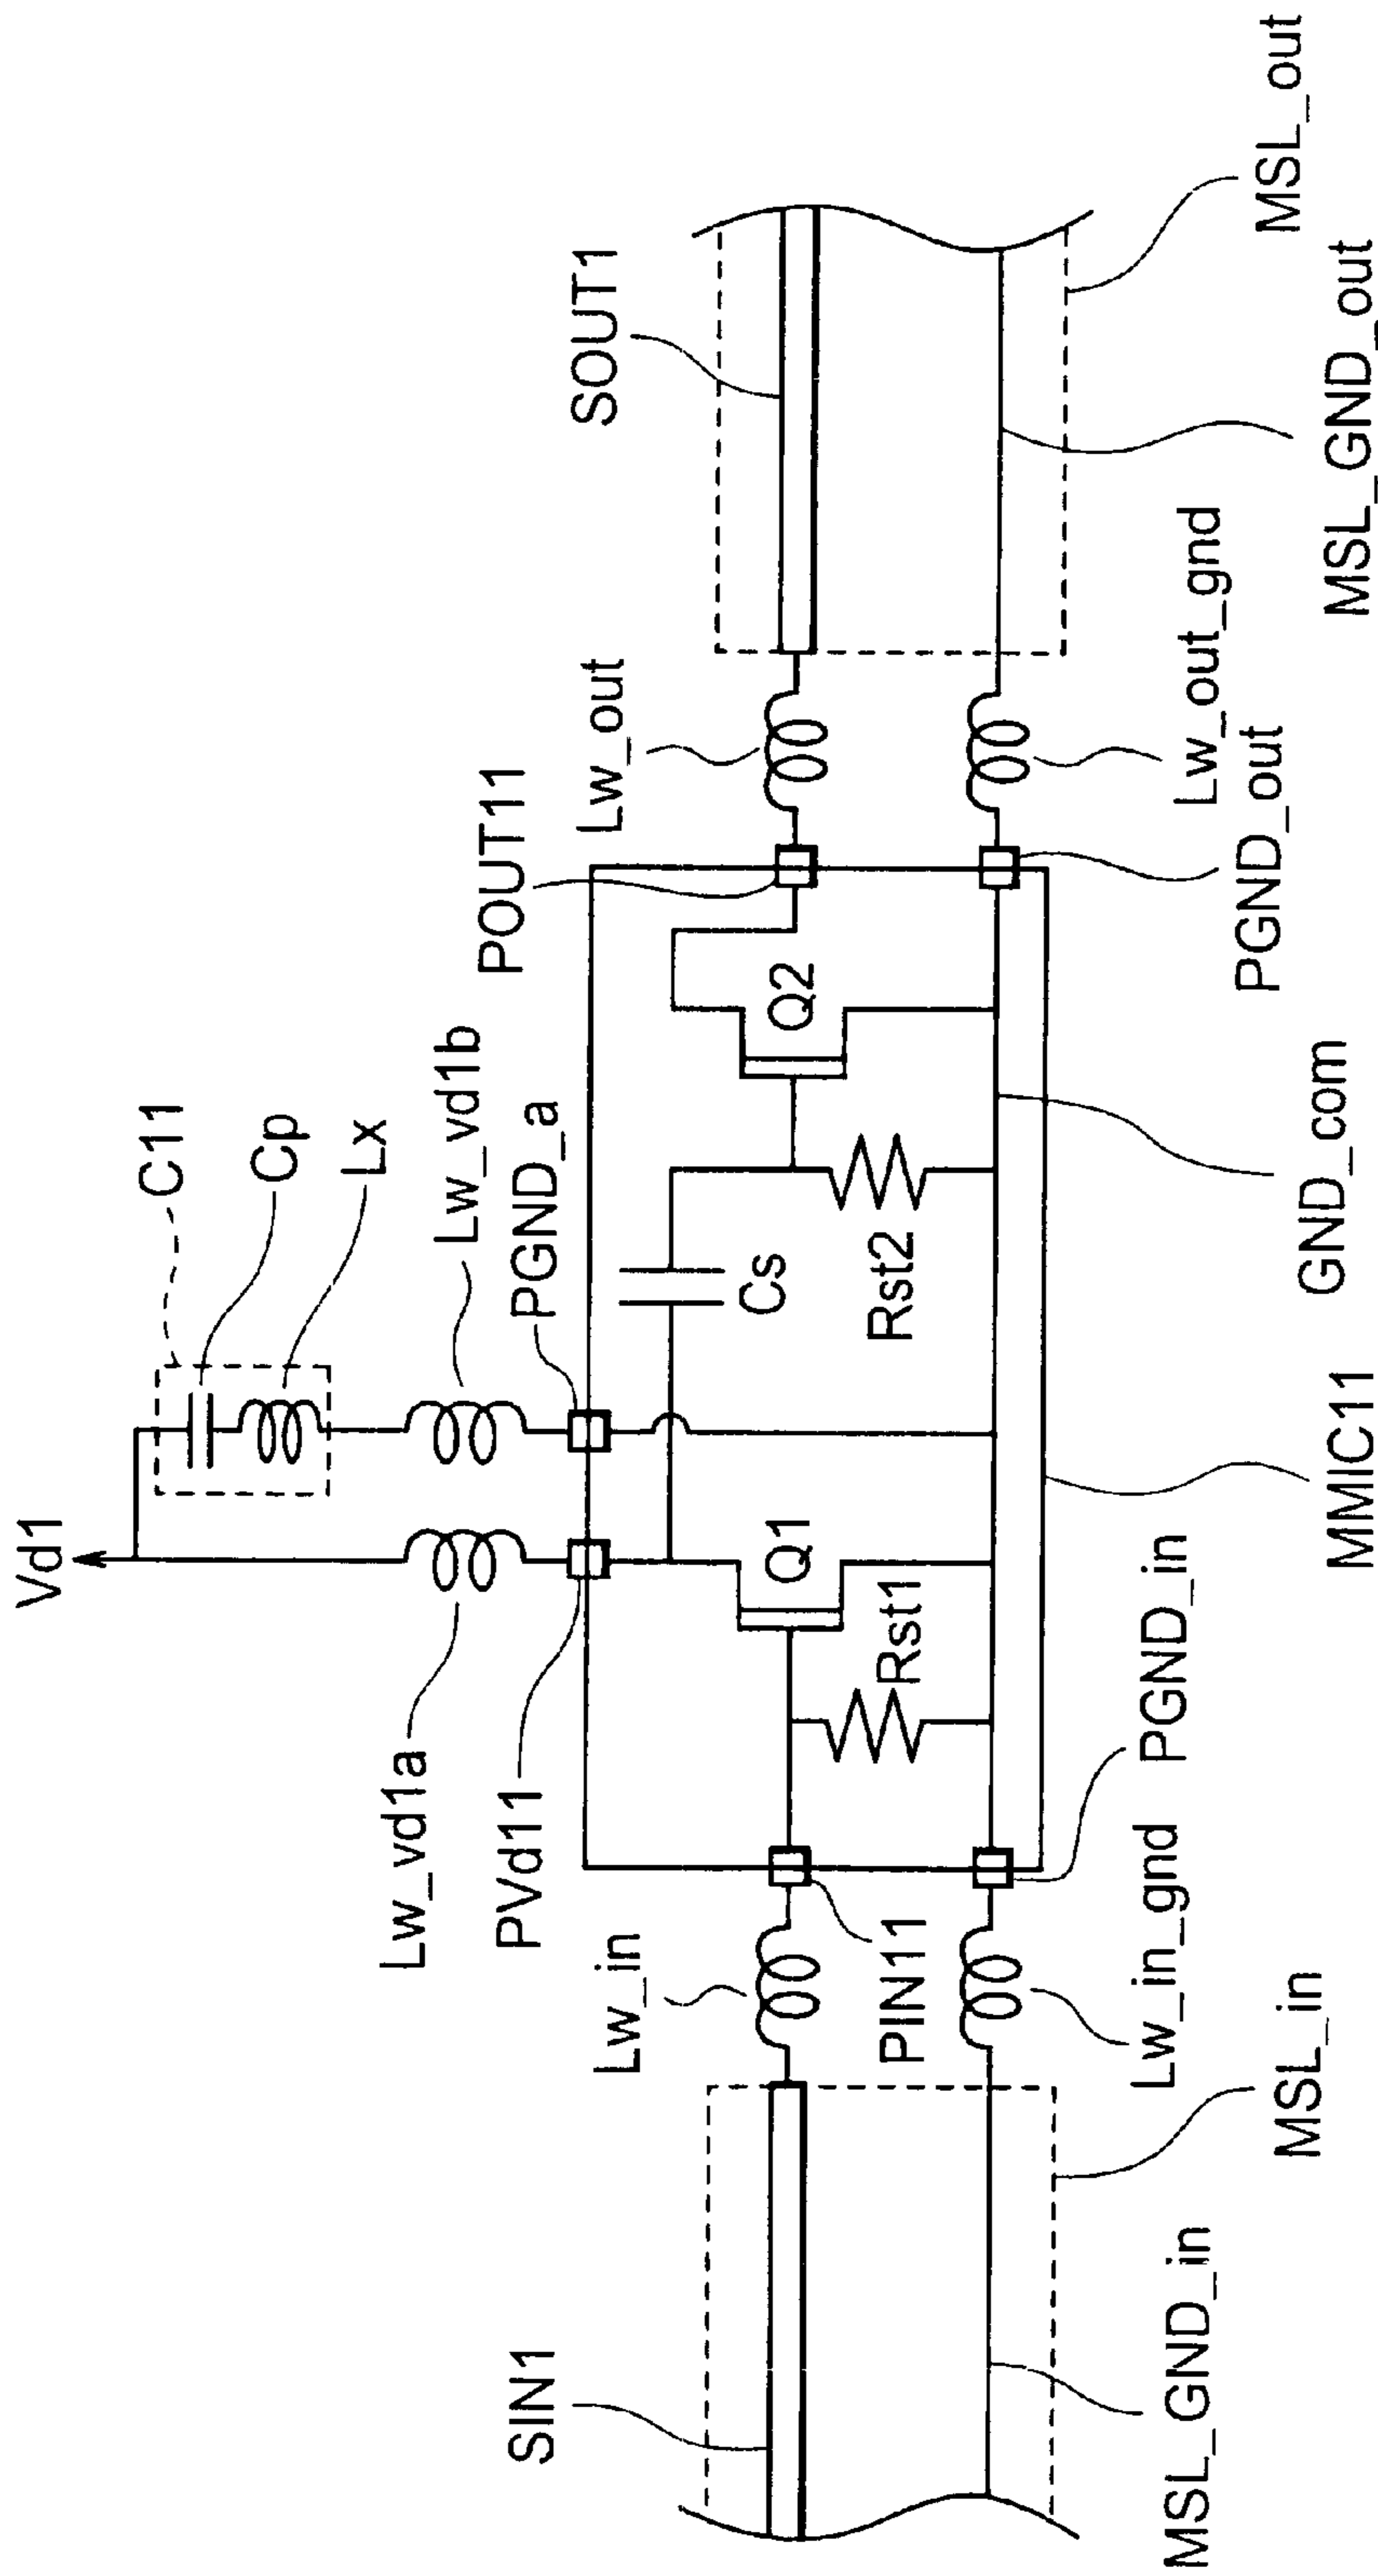 Vd1
C11
Cp
Lx
Lw_vd1a
Lw_vd1b
PVd11
PGND_a
POUT11
Lw_in
Lw_out
SIN1
SOUT1
Cs
Q1
Q2
Rst1
Rst2
PIN11
PGND_in
PGND_out
Lw_in_gnd
Lw_out_gnd
GND_com
MMIC11
MSL_in
MSL_out
MSL_GND_in
MSL_GND_out